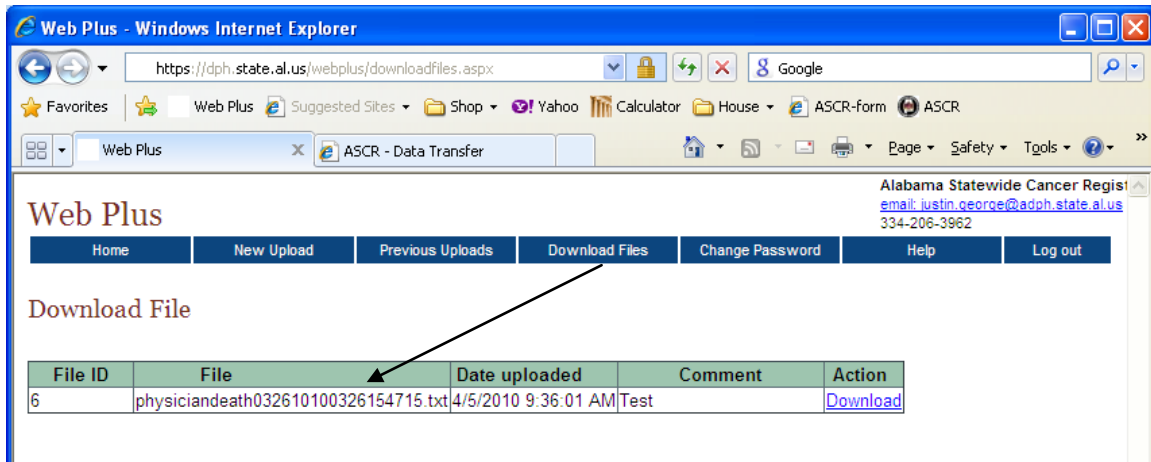 Web Plus - Windows Internet Explorer
https://dph.state.al.us/webplus/downloadfiles.aspx Google
Favorites Web Plus Suggested Sites Shop Yahoo Calculator House ASCR-form ASCR
Web Plus ASCR - Data Transfer Page Safety Tools
Alabama Statewide Cancer Regist
Web Plus email: justin.george@adph.state.al.us
334-206-3962
Home New Upload Previous Uploads Download Files Change Password Help Log out
Download File
File ID File Date uploaded Comment Action
6 physiciandeath032610100326154715.txt 4/5/2010 9:36:01 AM Test Download